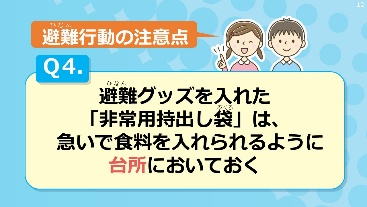 避難行動の注意点
Q4.
避難グッズを入れた
「非常用持出し袋」は、
急いで食料を入れられるように
台所においておく